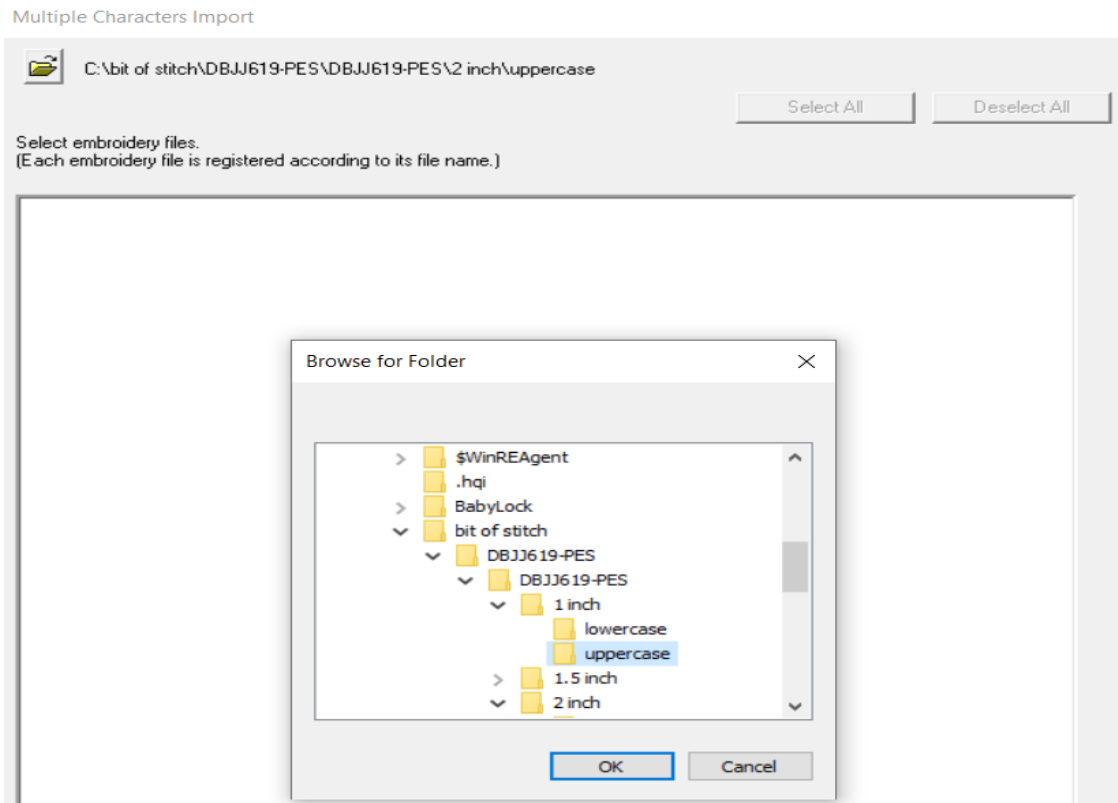 Multiple Characters Import
C:\bit of stitch\DBJJ619-PES\DBJJ619-PES\2 inch\uppercase
Select All
Deselect All
Select embroidery files.
(Each embroidery file is registered according to its file name.)
Browse for Folder
$WinREAgent
.hqi
BabyLock
bit of stitch
DBJJ619-PES
DBJJ619-PES
1 inch
lowercase
uppercase
1.5 inch
2 inch
OK
Cancel